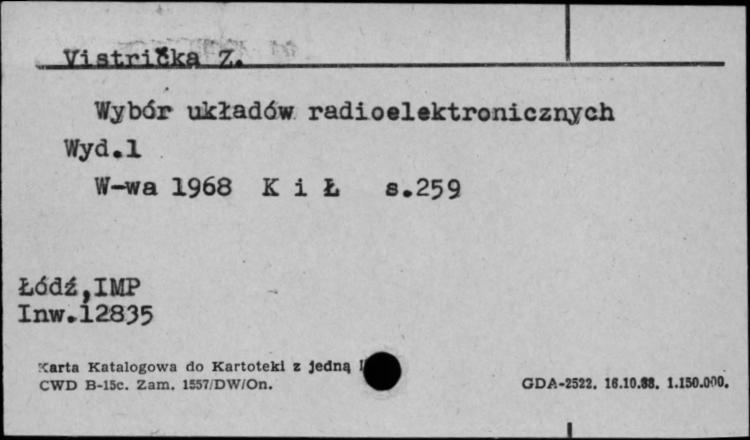 Vistrička Z.
Wybór układów radioelektronicznych
Wyd.1
W-wa 1968 K i Ł s.259
Łódź,IMP
Inw.12835
Karta Katalogowa do Kartoteki z jedną
CWD B-15c. Zam. 1557/DW/On.
GDA-2522. 16.10.68. 1.150.000.